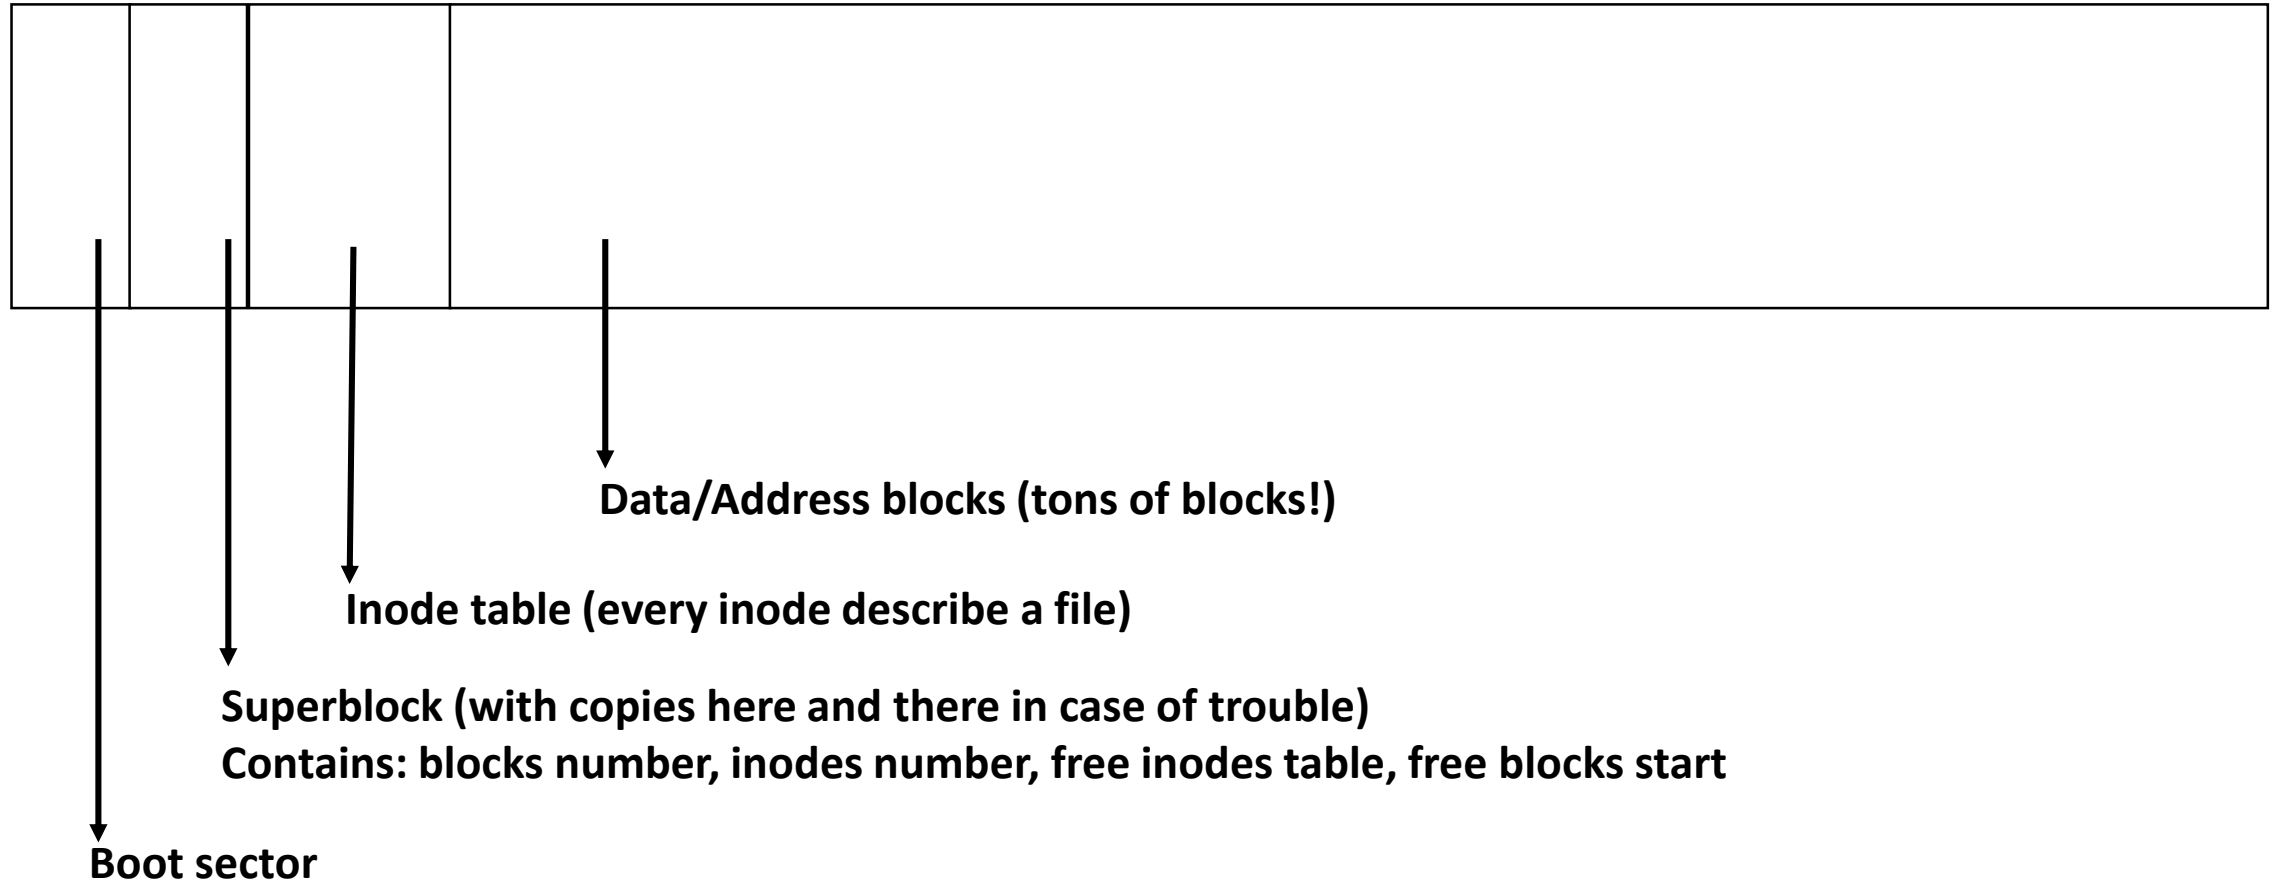 Data/Address blocks (tons of blocks!)
Inode table (every inode describe a file)
Superblock (with copies here and there in case of trouble)
Contains: blocks number, inodes number, free inodes table, free blocks start
Boot sector